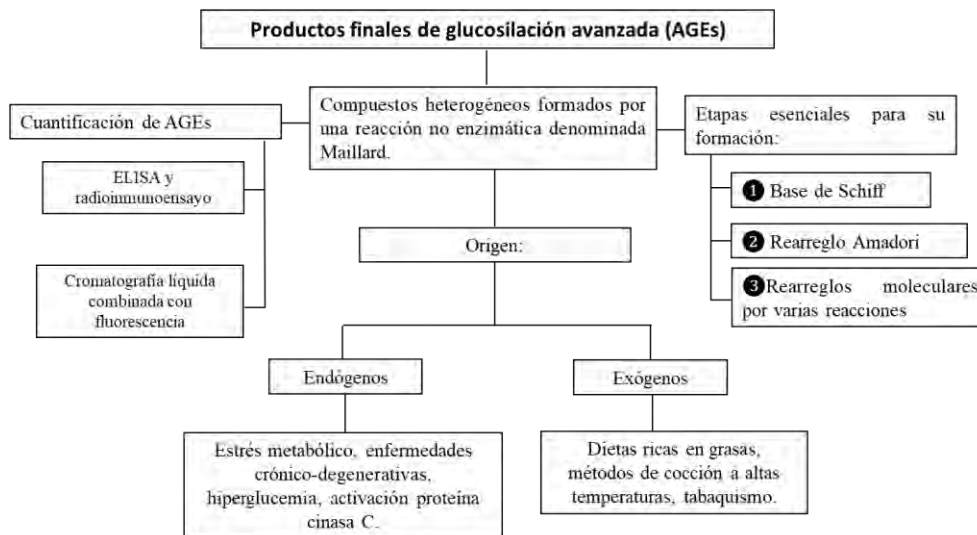 Productos finales de glucosilación avanzada (AGEs)
Compuestos heterogéneos formados por
una reacción no enzimática denominada
Maillard.
Cuantificación de AGEs
ELISA y
radioinmunoensayo
Cromatografía líquida
combinada con
fluorescencia
Etapas esenciales para su
formación:
❶ Base de Schiff
❷ Rearreglo Amadori
❸Rearreglos moleculares
por varias reacciones
Origen:
Endógenos
Estrés metabólico, enfermedades
crónico-degenerativas,
hiperglucemia, activación proteína
cinasa C.
Exógenos
Dietas ricas en grasas,
métodos de cocción a altas
temperaturas, tabaquismo.